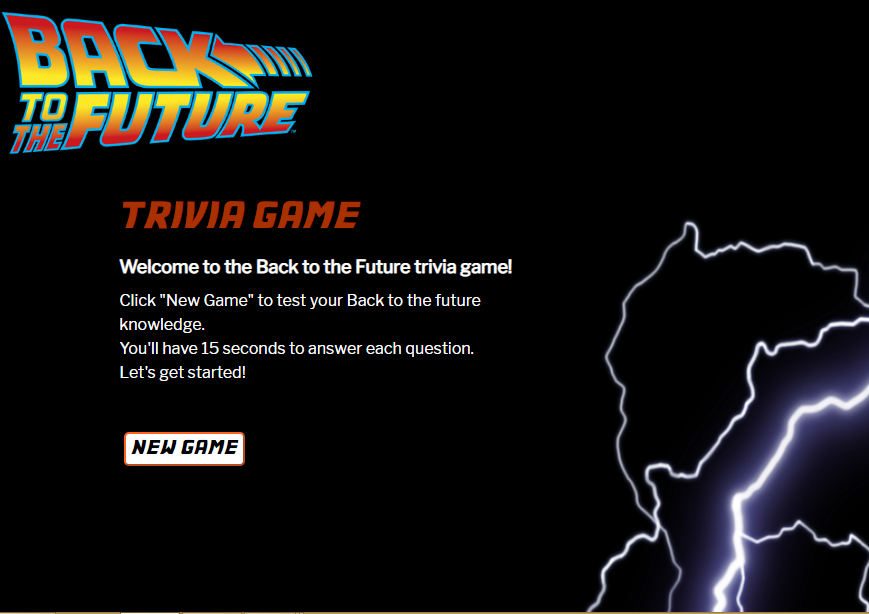 BACK
TO
THE FUTURE
TRIVIA GAME
Welcome to the Back to the Future trivia game!
Click "New Game" to test your Back to the future
knowledge.
You'll have 15 seconds to answer each question.
Let's get started!
NEW GAME